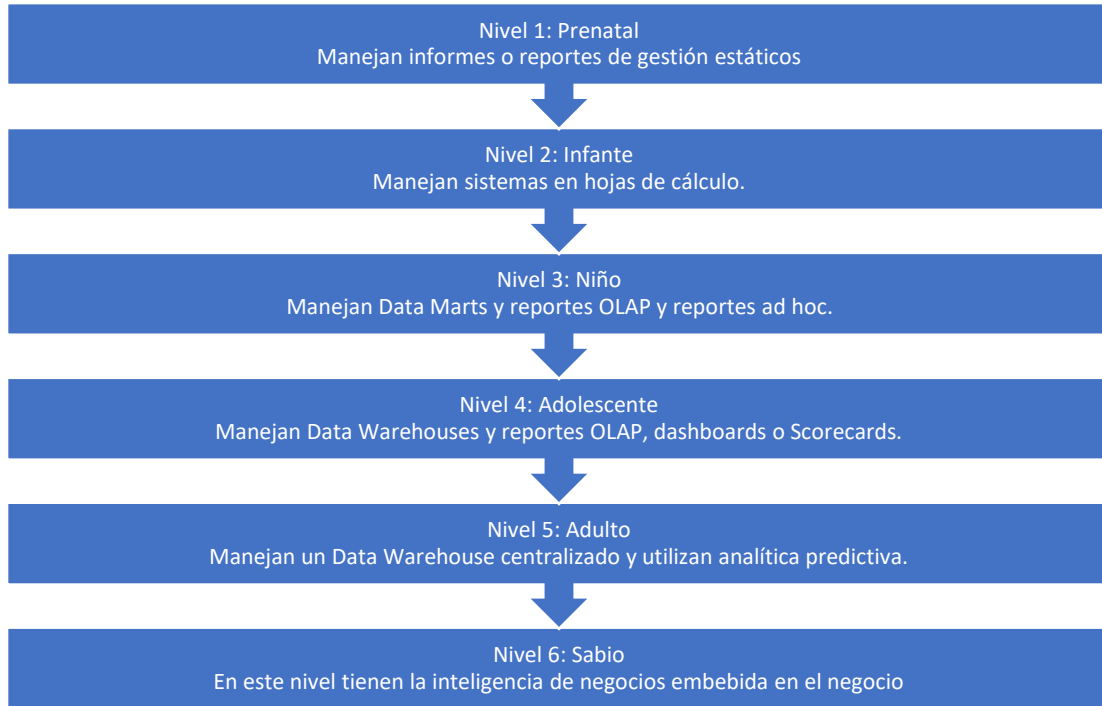 Nivel 1: Prenatal
Manejan informes o reportes de gestión estáticos
Nivel 2: Infante
Manejan sistemas en hojas de cálculo.
Nivel 3: Niño
Manejan Data Marts y reportes OLAP y reportes ad hoc.
Nivel 4: Adolescente
Manejan Data Warehouses y reportes OLAP, dashboards o Scorecards.
Nivel 5: Adulto
Manejan un Data Warehouse centralizado y utilizan analítica predictiva.
Nivel 6: Sabio
En este nivel tienen la inteligencia de negocios embebida en el negocio